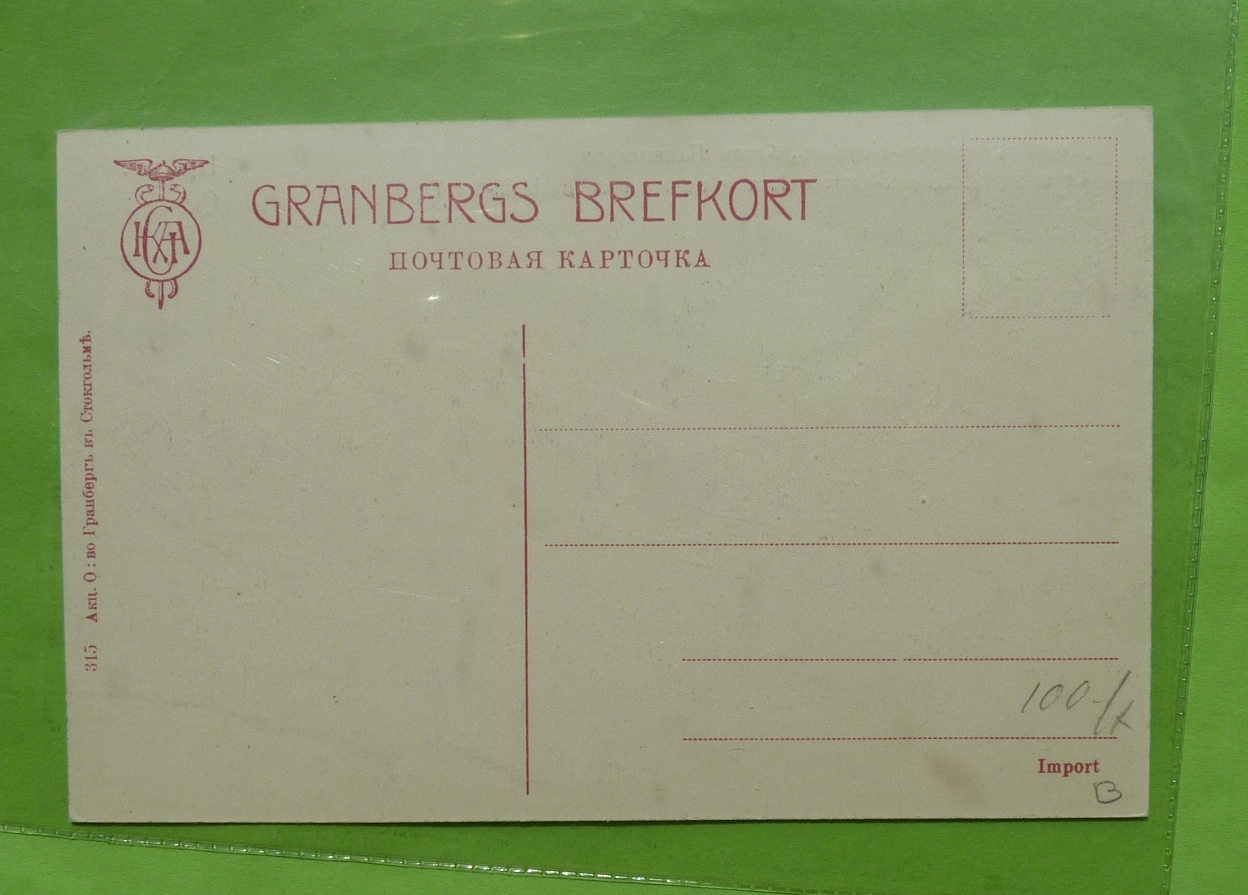 GRANBERGS BREFKORT
ПОЧТОВАЯ КАРТОЧКА
315 Акц. О: во Гранбергъ въ Стокгольмѣ.
100-/K
Import
B